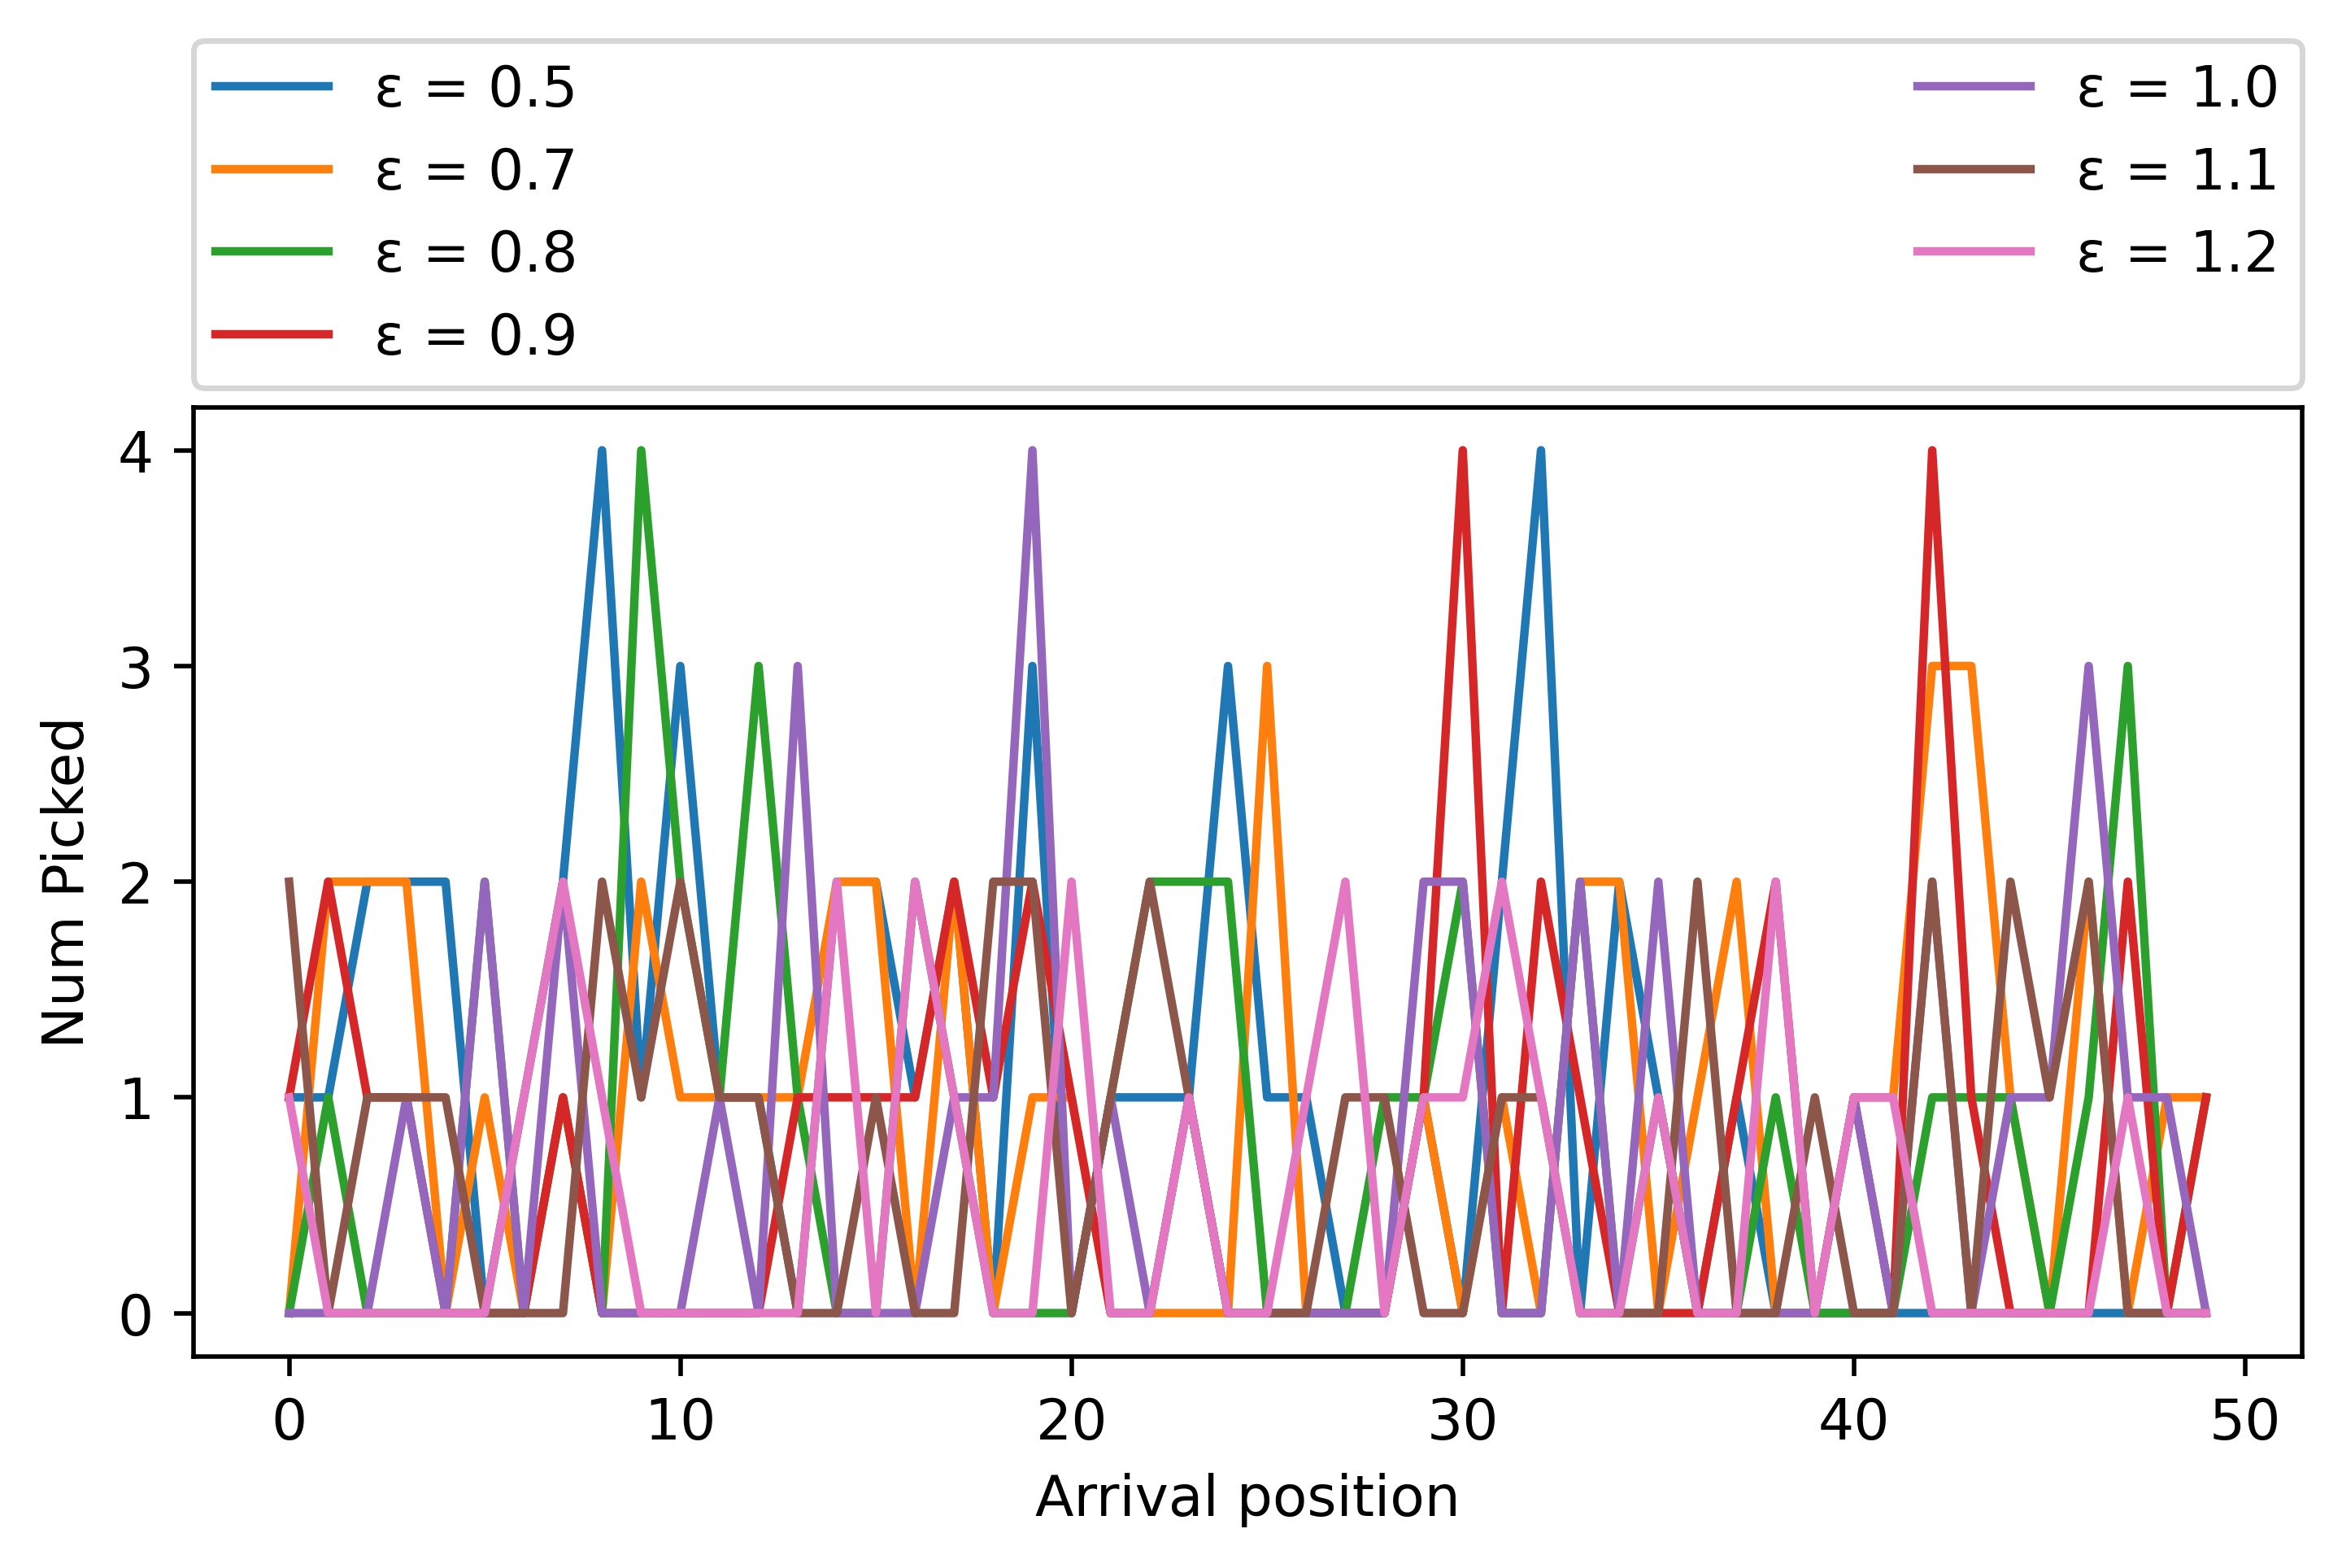 ε = 0.5
ε = 0.7
ε = 0.8
ε = 0.9
ε = 1.0
ε = 1.1
ε = 1.2
4
3
2
1
0
Num Picked
0 10 20 30 40 50
Arrival position